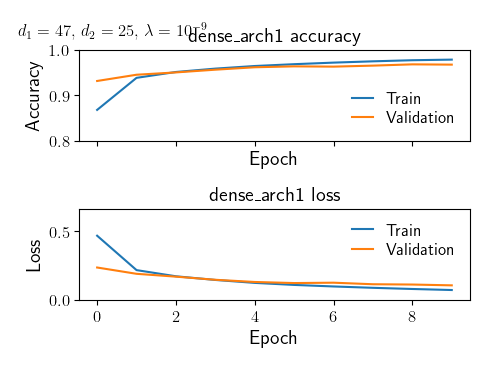 d₁ = 47, d₂ = 25, λ = 10⁻⁹
dense_arch1 accuracy
1.0
0.9
0.8
Accuracy
Train
Validation
Epoch
dense_arch1 loss
0.5
0.0
Loss
Train
Validation
0 2 4 6 8
Epoch